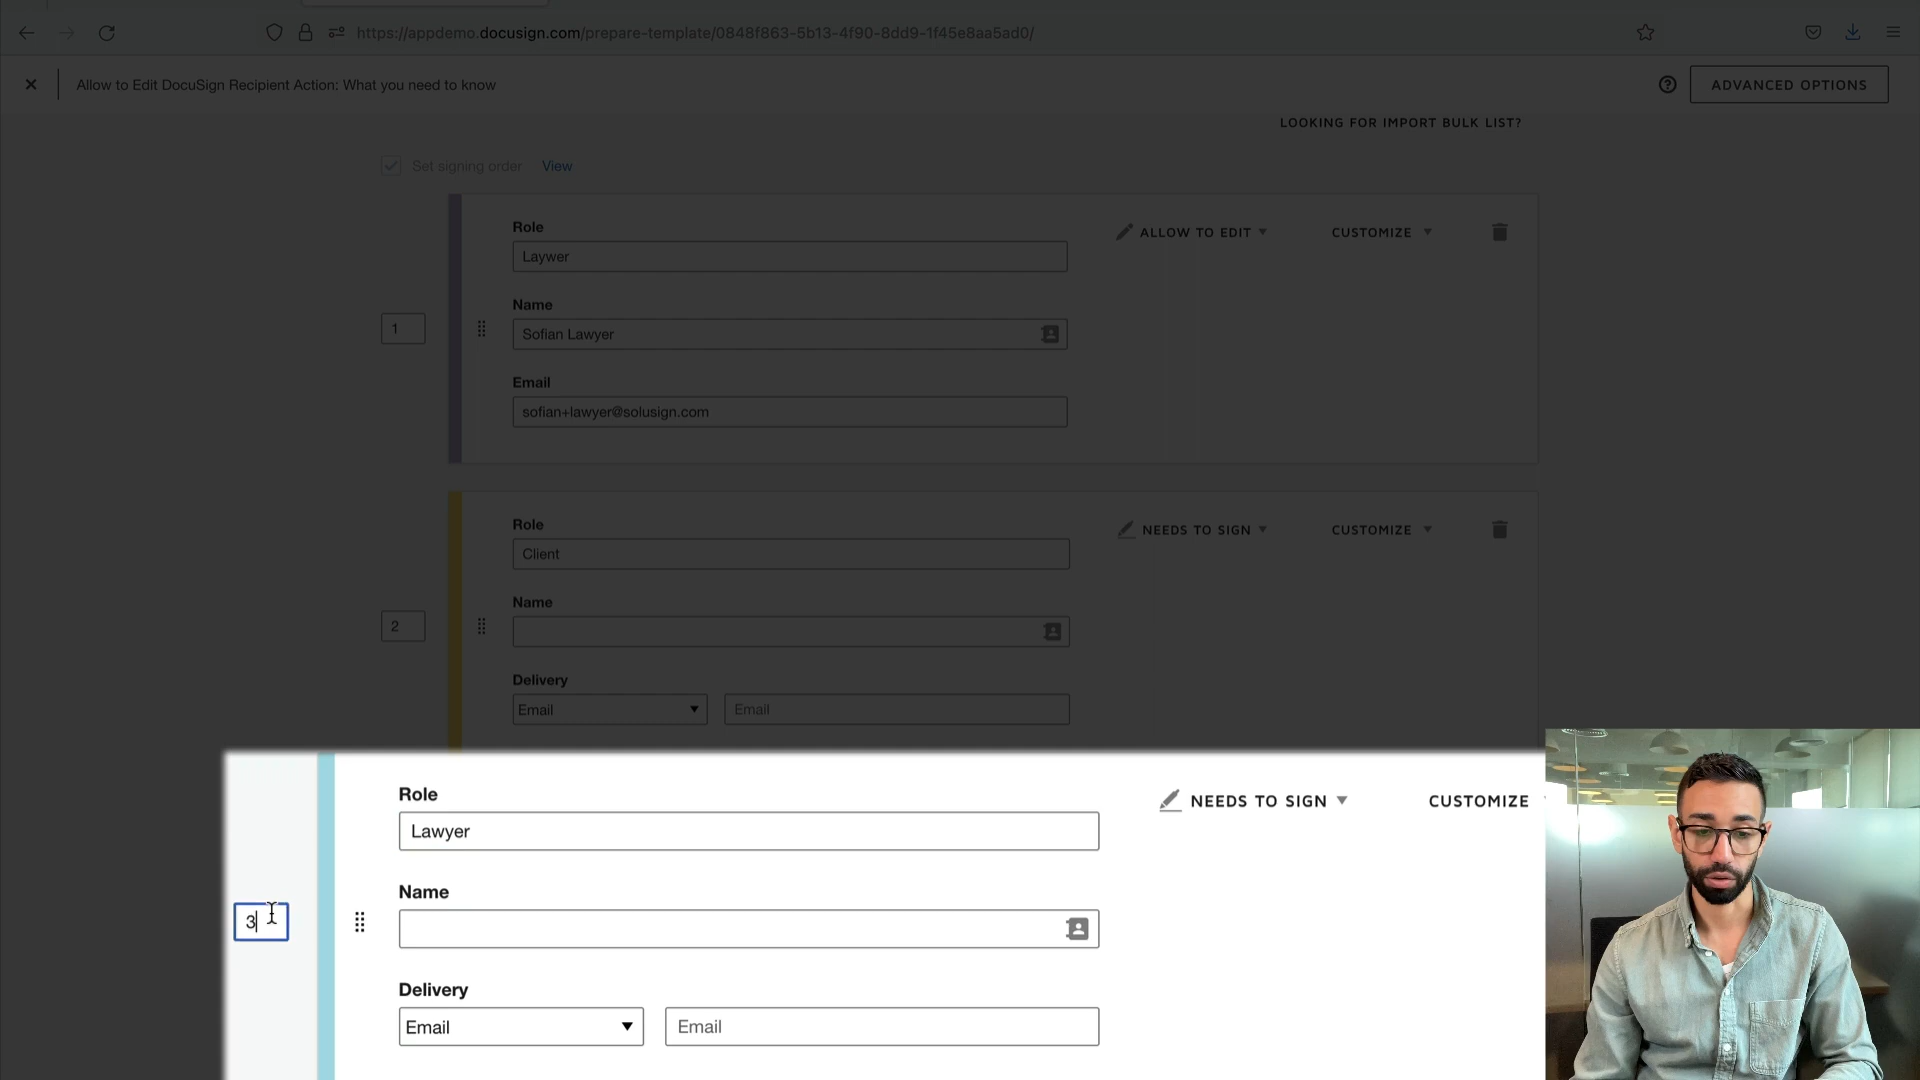 https://appdemo.docusign.com/prepare-template/0848f863-5b13-4f90-8dd9-1f45e8aa5ad0/
Allow to Edit DocuSign Recipient Action: What you need to know
ADVANCED OPTIONS
LOOKING FOR IMPORT BULK LIST?
Set signing order View
Role
ALLOW TO EDIT
CUSTOMIZE
Laywer
Name
1
Sofian Lawyer
Email
sofian+lawyer@solusign.com
Role
NEEDS TO SIGN
CUSTOMIZE
Client
Name
2
Delivery
Email
Email
Role
NEEDS TO SIGN
CUSTOMIZE
Lawyer
Name
3
Delivery
Email
Email